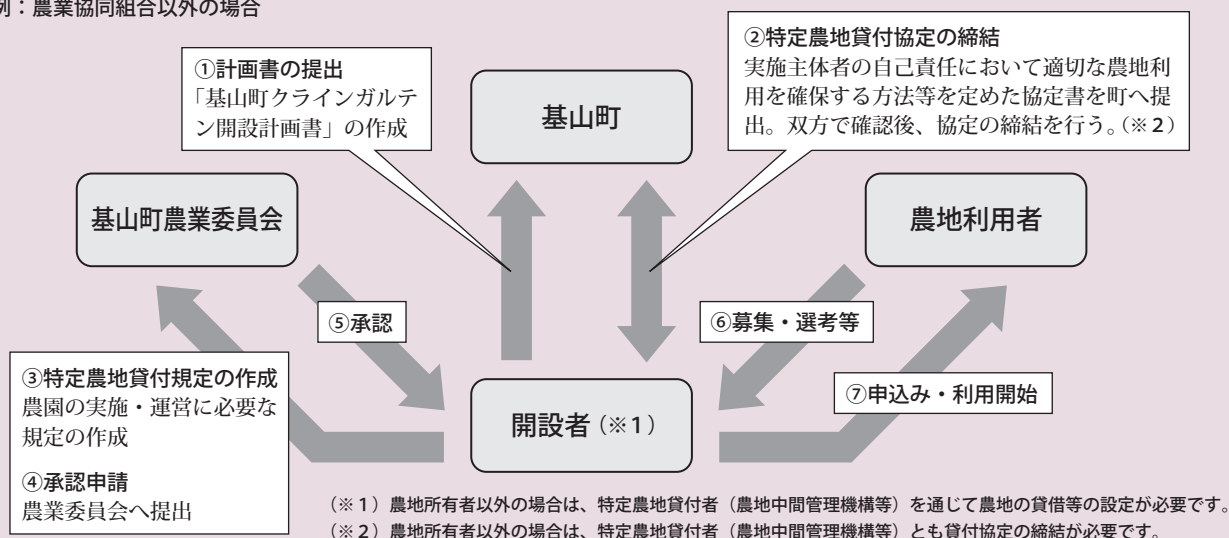 例：農業協同組合以外の場合
①計画書の提出
「基山町クラインガルテ
ン開設計画書」の作成
基山町
②特定農地貸付協定の締結
実施主体者の自己責任において適切な農地利
用を確保する方法等を定めた協定書を町へ提
出。双方で確認後、協定の締結を行う。（※２）
基山町農業委員会
農地利用者
⑤承認
⑥募集・選考等
③特定農地貸付規定の作成
農園の実施・運営に必要な
規定の作成
④承認申請
農業委員会へ提出
開設者（※１）
⑦申込み・利用開始
（※１）農地所有者以外の場合は、特定農地貸付者（農地中間管理機構等）を通じて農地の貸借等の設定が必要です。
（※２）農地所有者以外の場合は、特定農地貸付者（農地中間管理機構等）とも貸付協定の締結が必要です。